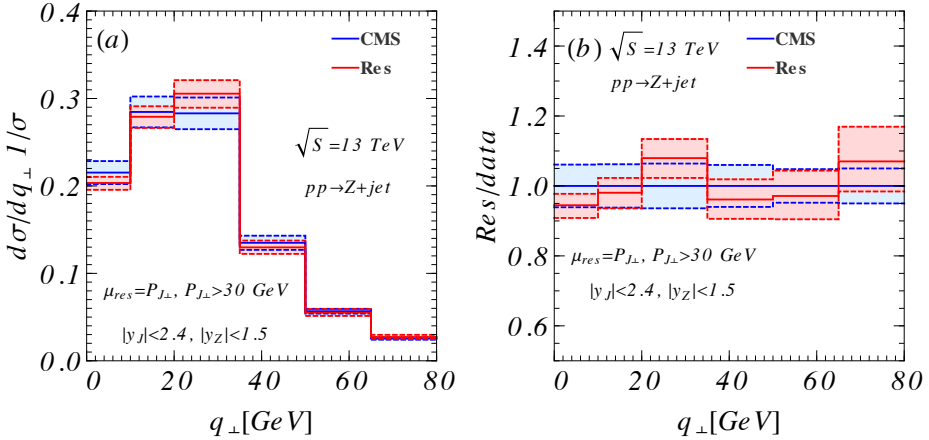 0.4
0.3
0.2
0.1
0.0
dσ/dq⊥ 1/σ
(a)
CMS
Res
√S=13 TeV
pp→Z+jet
μres=PJ⊥, PJ⊥>30 GeV
|yJ|<2.4, |yZ|<1.5
0 20 40 60 80
q⊥[GeV]
1.4
1.2
1.0
0.8
0.6
Res/data
(b)
√S=13 TeV
pp→Z+jet
CMS
Res
μres=PJ⊥, PJ⊥>30 GeV
|yJ|<2.4, |yZ|<1.5
0 20 40 60 80
q⊥[GeV]